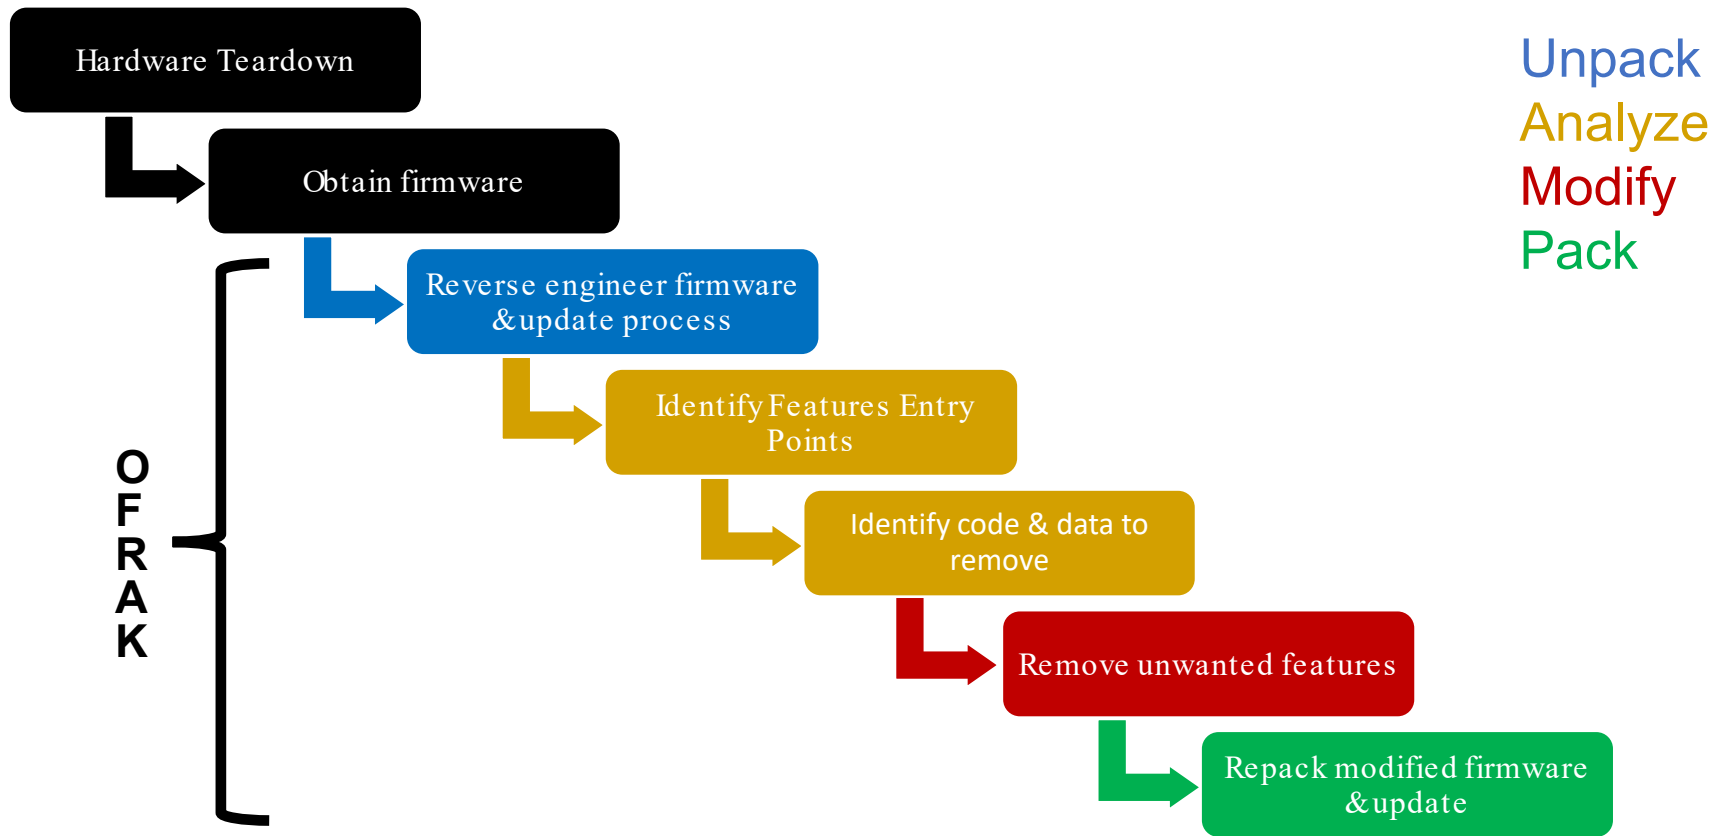 Hardware Teardown
Obtain firmware
Reverse engineer firmware
& update process
Identify Features Entry
Points
Identify code & data to
remove
Remove unwanted features
Repack modified firmware
& update
O
F
R
A
K
Unpack
Analyze
Modify
Pack